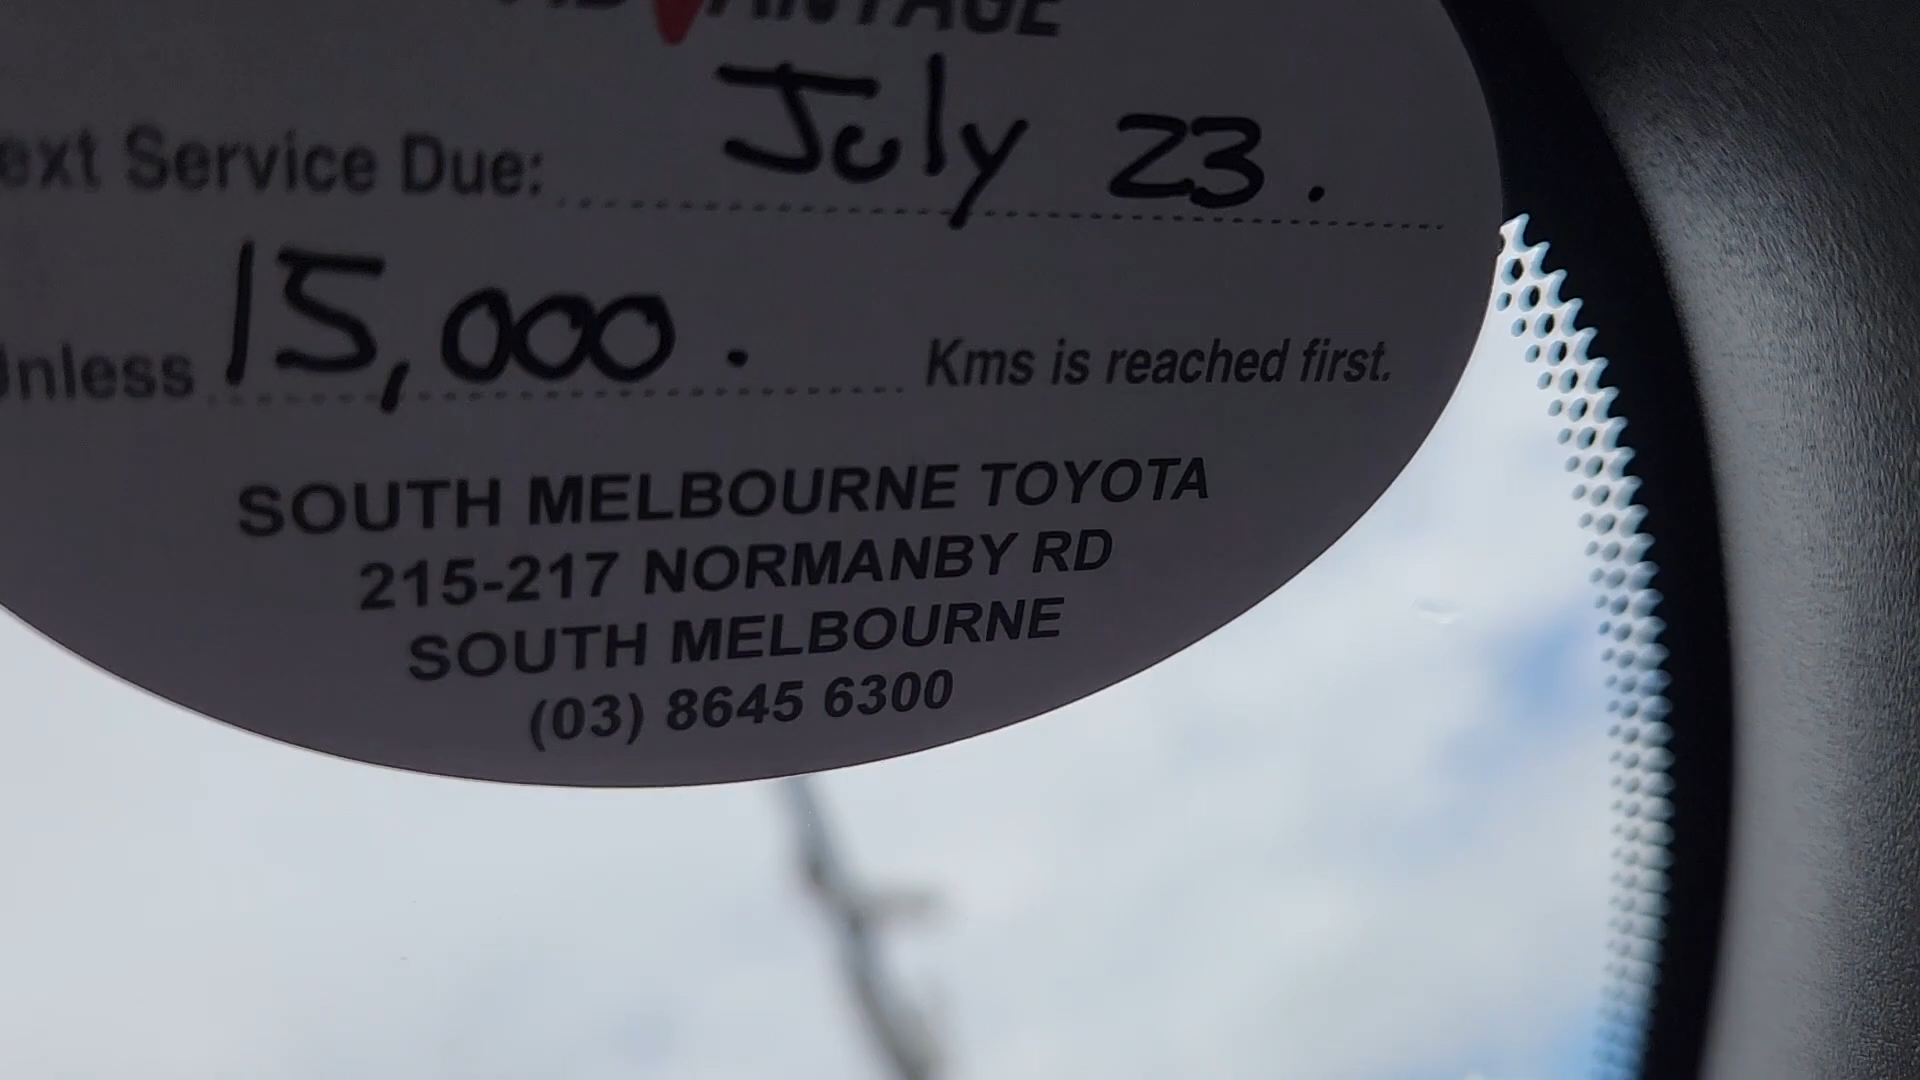 ADVANTAGE
ext Service Due: July 23.
Unless 15,000. Kms is reached first.
SOUTH MELBOURNE TOYOTA
215-217 NORMANBY RD
SOUTH MELBOURNE
(03) 8645 6300